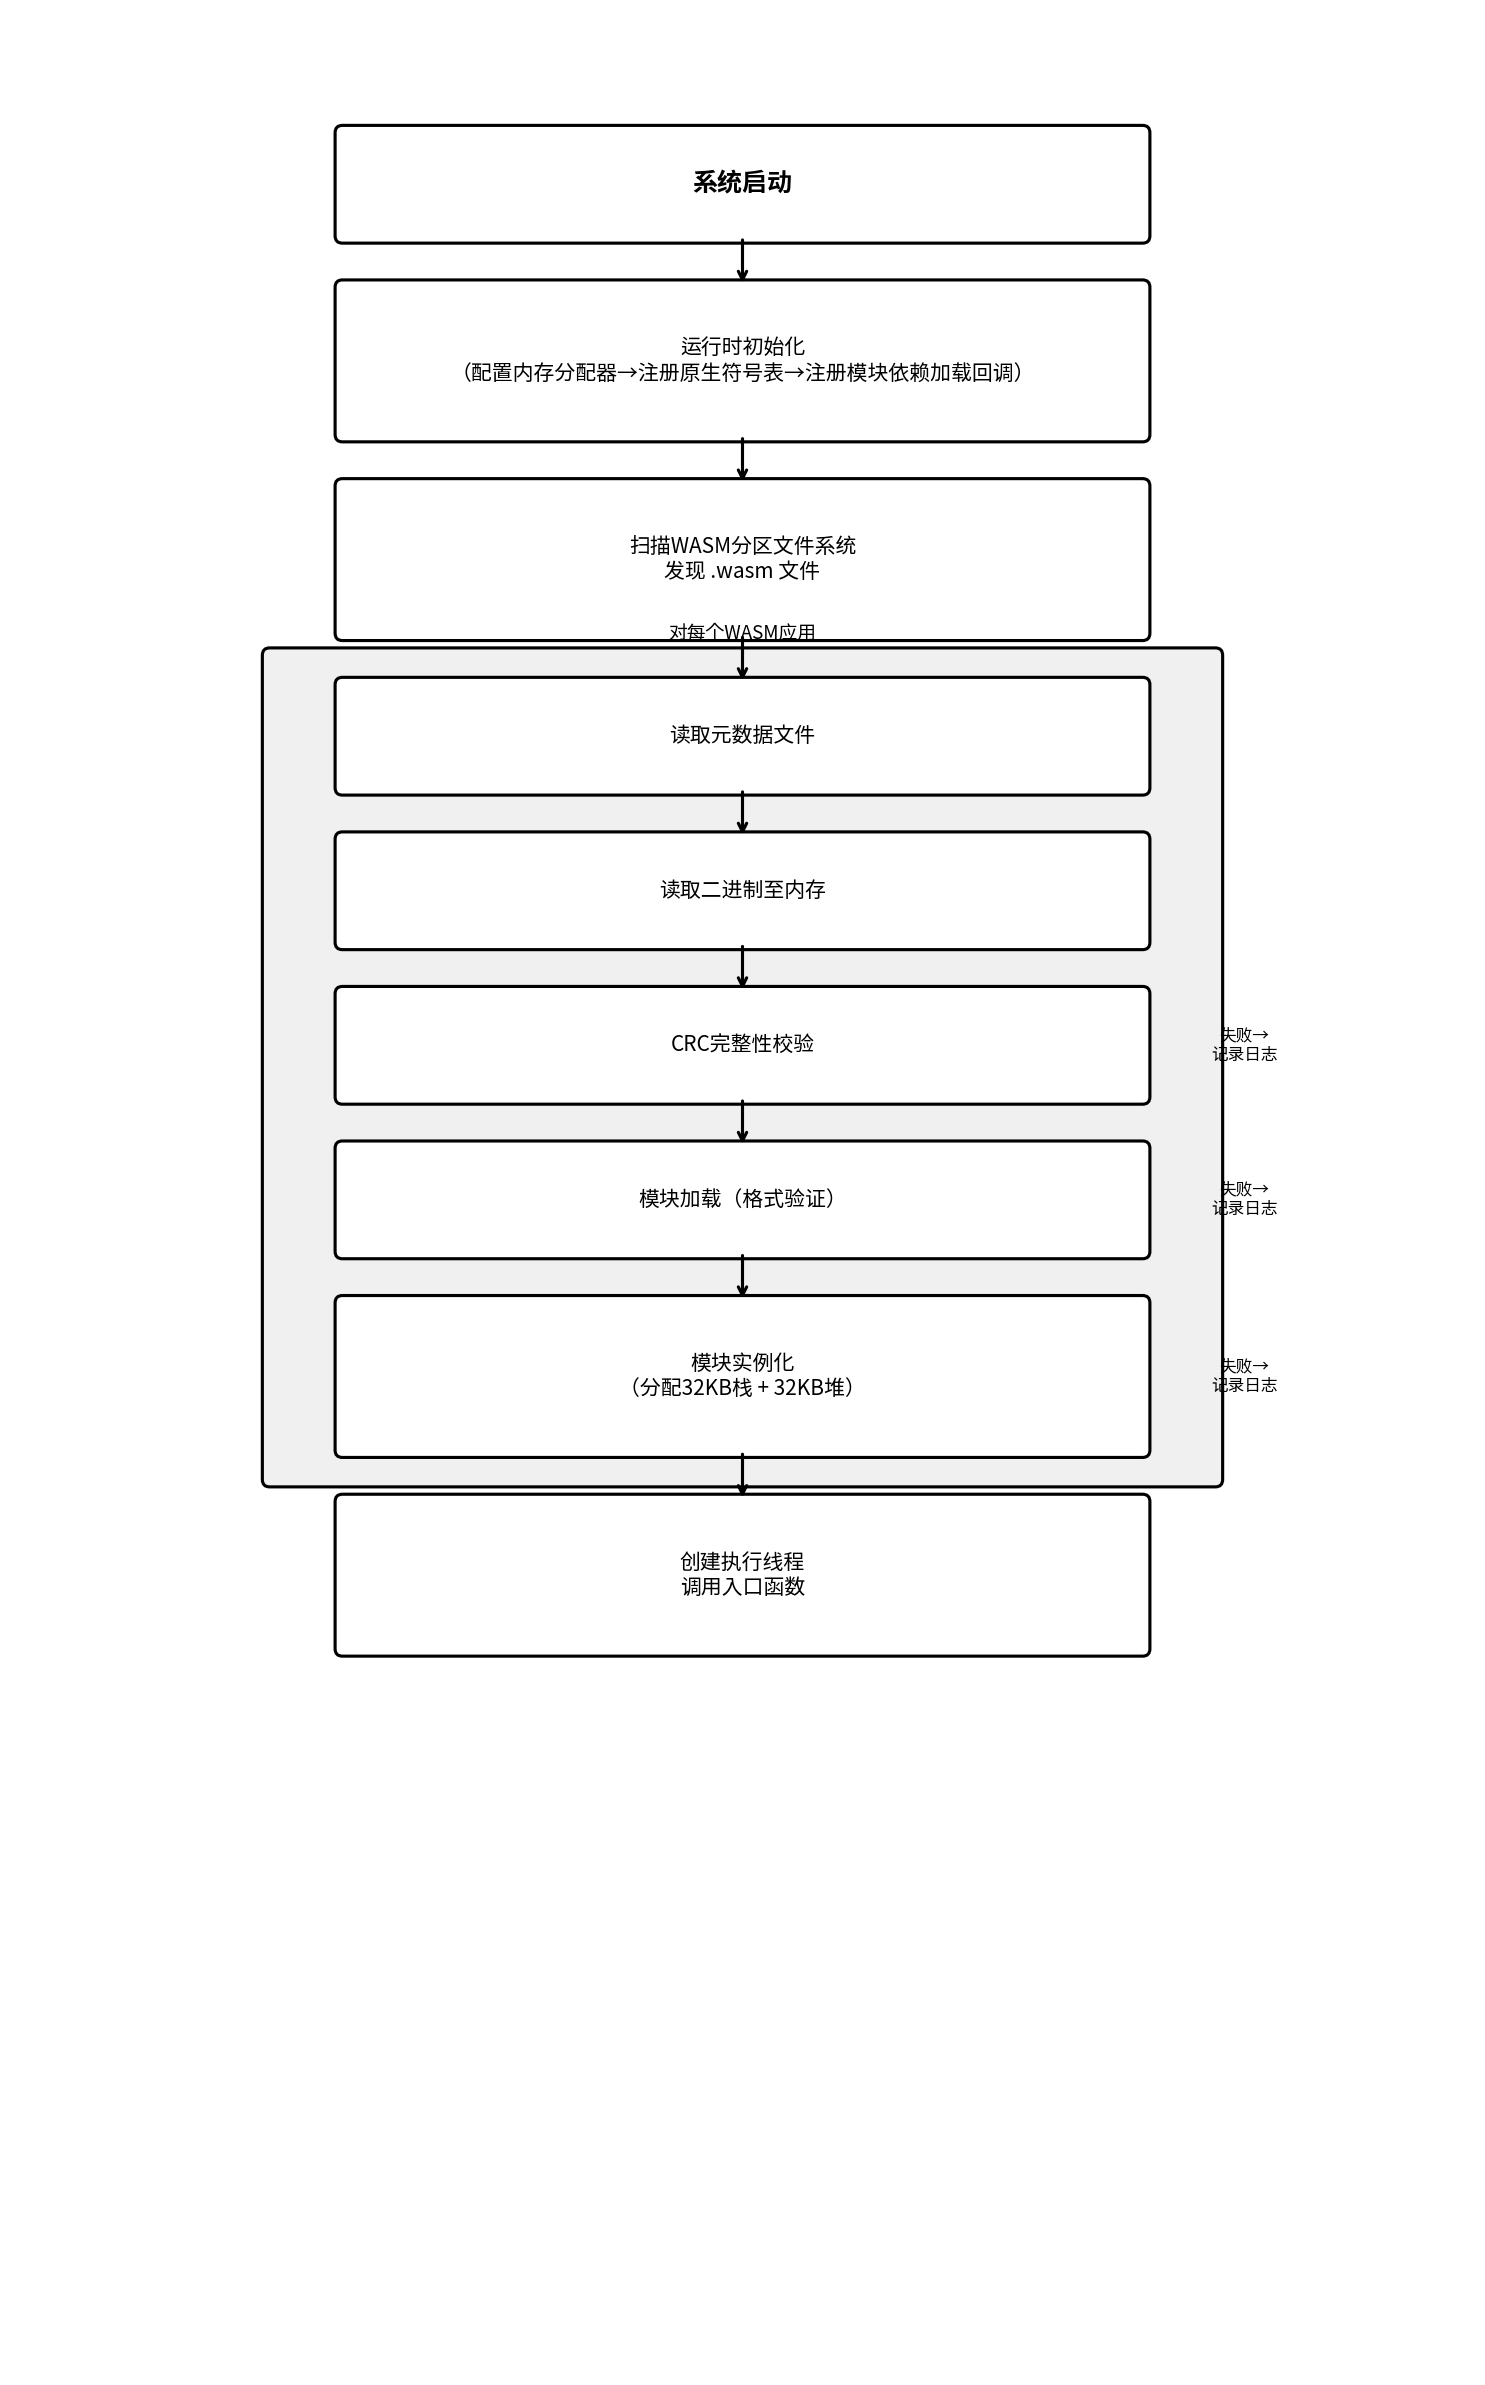 系统启动
运行时初始化
（配置内存分配器→注册原生符号表→注册模块依赖加载回调）
扫描WASM分区文件系统
发现 .wasm 文件
对每个WASM应用
读取元数据文件
读取二进制至内存
CRC完整性校验
失败→
记录日志
模块加载（格式验证）
失败→
记录日志
模块实例化
（分配32KB栈 + 32KB堆）
失败→
记录日志
创建执行线程
调用入口函数